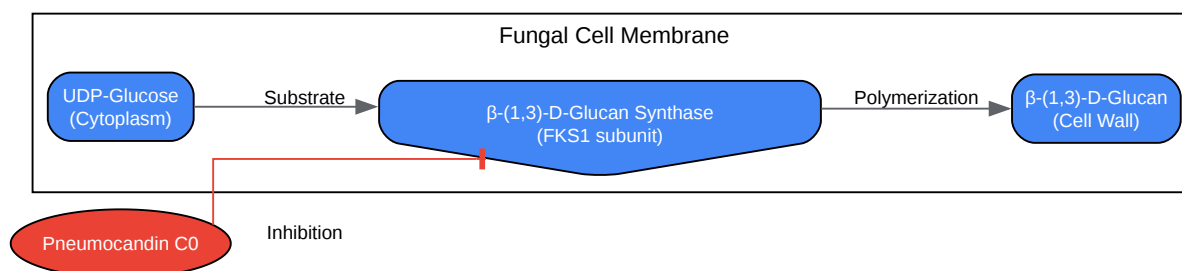 Fungal Cell Membrane
UDP-Glucose
(Cytoplasm)
Substrate
β-(1,3)-D-Glucan Synthase
(FKS1 subunit)
Polymerization
β-(1,3)-D-Glucan
(Cell Wall)
Pneumocandin C0
Inhibition